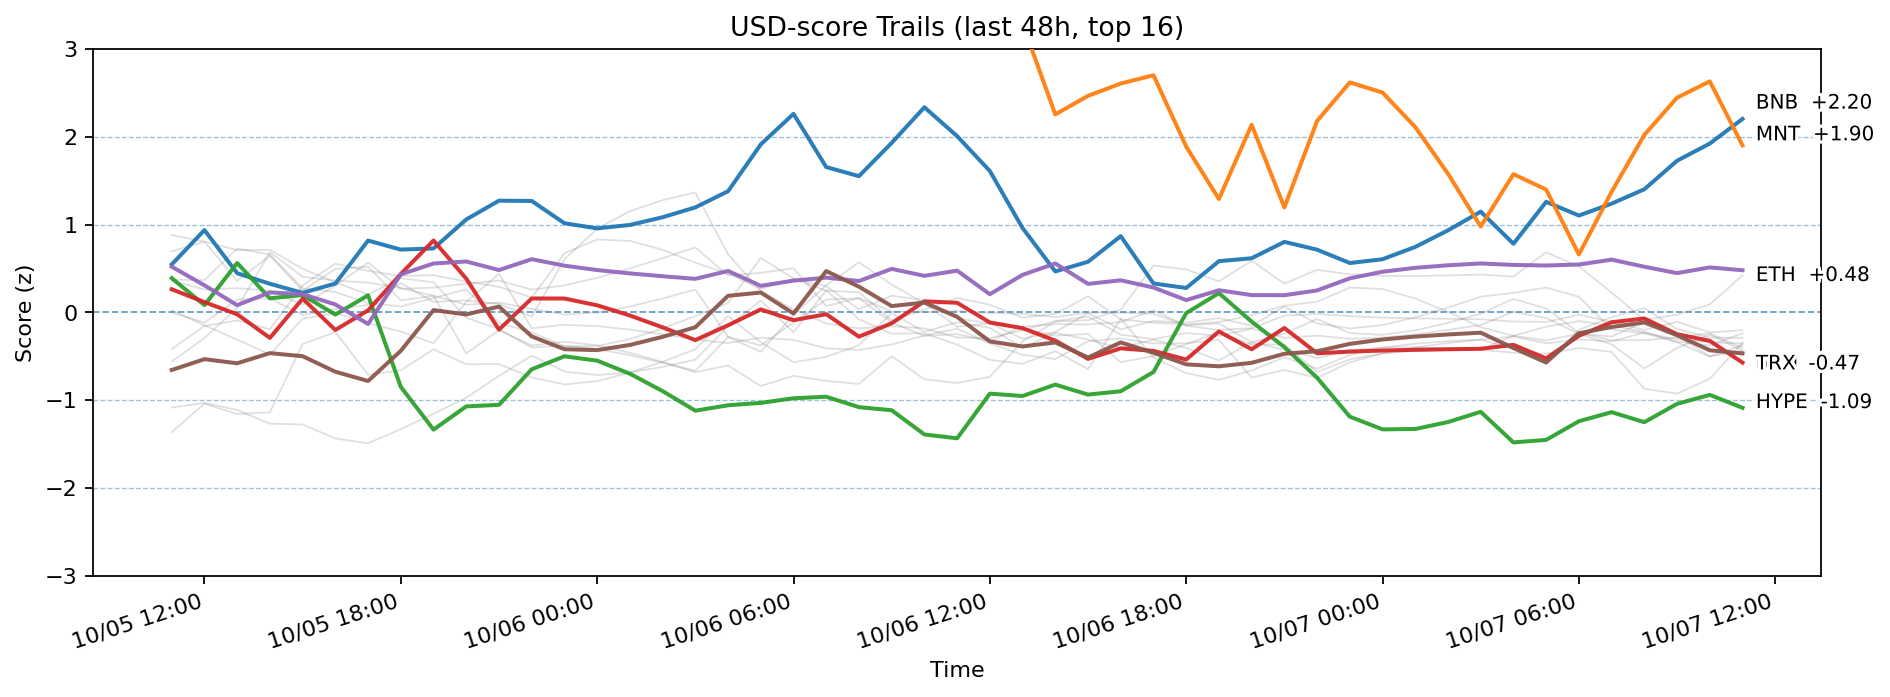 USD-score Trails (last 48h, top 16)
Score (z)
3
2
1
0
−1
−2
−3
BNB +2.20
MNT +1.90
ETH +0.48
TRX -0.47
HYPE -1.09
10/05 12:00
10/05 18:00
10/06 00:00
10/06 06:00
10/06 12:00
10/06 18:00
10/07 00:00
10/07 06:00
10/07 12:00
Time